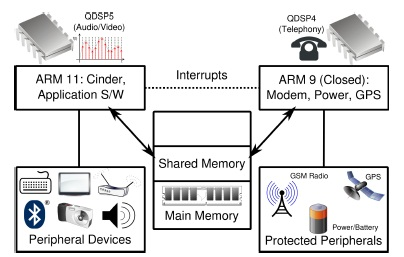 QDSP5
(Audio/Video)
QDSP4
(Telephony)
ARM 11: Cinder,
Application S/W
Interrupts
ARM 9 (Closed):
Modem, Power, GPS
Shared Memory
Main Memory
Peripheral Devices
GSM Radio
GPS
Power/Battery
Protected Peripherals